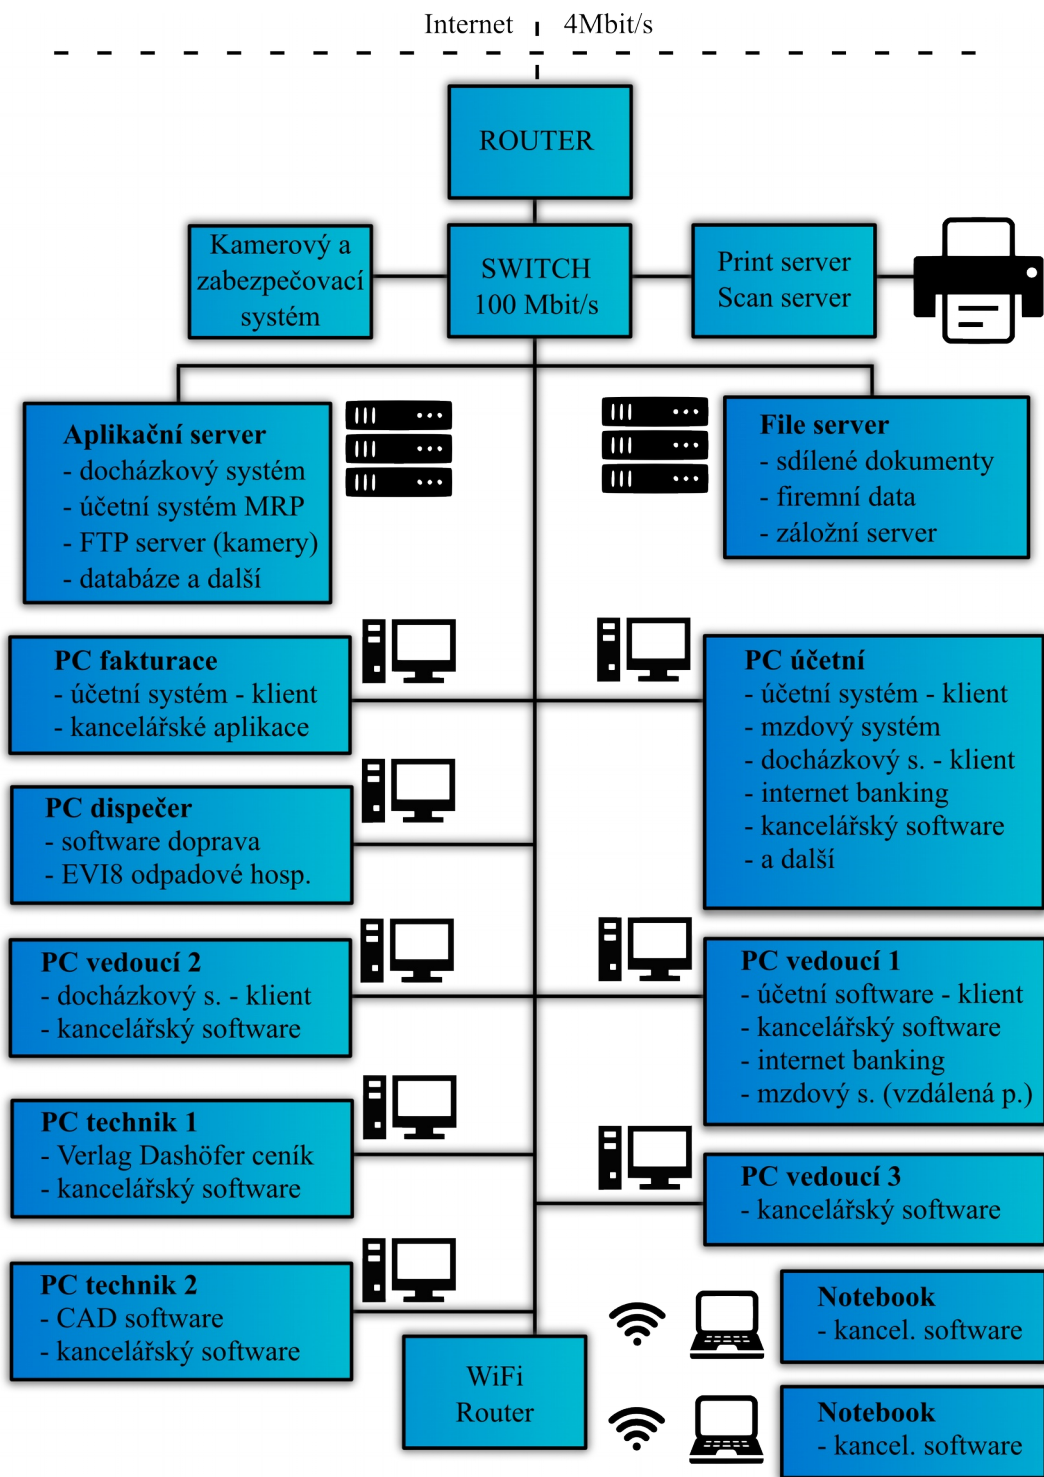 Internet 4Mbit/s
ROUTER
Kamerový a
zabezpečovací
systém
SWITCH
100 Mbit/s
Print server
Scan server
Aplikační server
- docházkový systém
- účetní systém MRP
- FTP server (kamery)
- databáze a další
File server
- sdílené dokumenty
- firemní data
- záložní server
PC fakturace
- účetní systém - klient
- kancelářské aplikace
PC účetní
- účetní systém - klient
- mzdový systém
- docházkový s. - klient
- internet banking
- kancelářský software
- a další
PC dispečer
- software doprava
- EVI8 odpadové hosp.
PC vedoucí 2
- docházkový s. - klient
- kancelářský software
PC vedoucí 1
- účetní software - klient
- kancelářský software
- internet banking
- mzdový s. (vzdálená p.)
PC technik 1
- Verlag Dashöfer ceník
- kancelářský software
PC vedoucí 3
- kancelářský software
PC technik 2
- CAD software
- kancelářský software
WiFi
Router
Notebook
- kancel. software
Notebook
- kancel. software